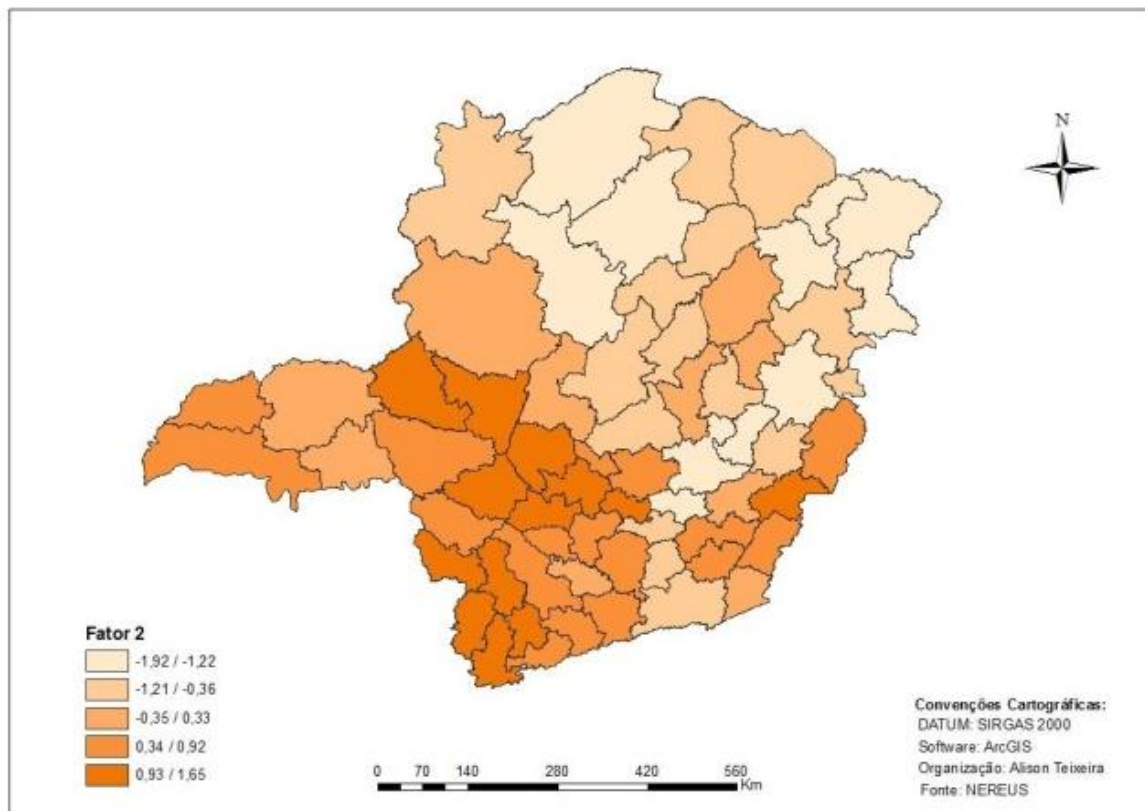 N
Fator 2
-1,92 / -1,22
-1,21 / -0,36
-0,35 / 0,33
0,34 / 0,92
0,93 / 1,65
0 70 140 280 420 560
Km
Convenções Cartográficas:
DATUM: SIRGAS 2000
Software: ArcGIS
Organização: Alison Teixeira
Fonte: NEREUS